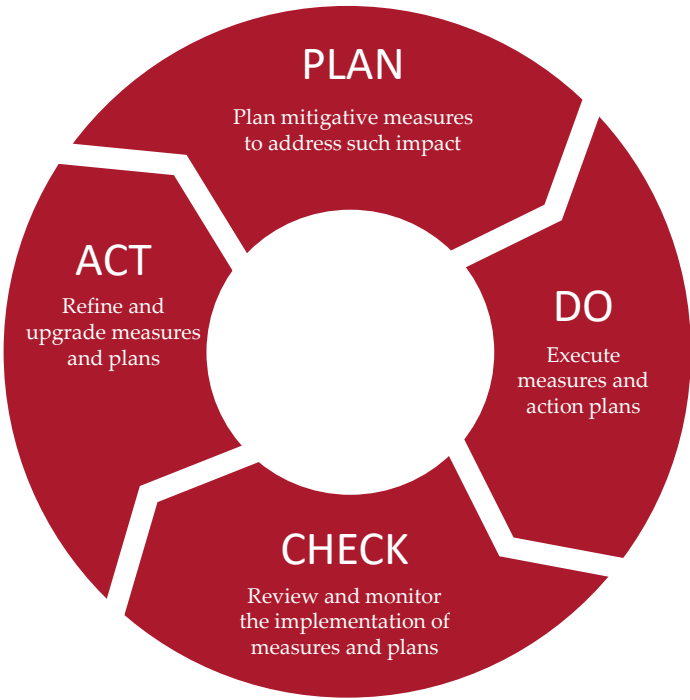 PLAN
Plan mitigative measures
to address such impact
DO
Execute
measures and
action plans
CHECK
Review and monitor
the implementation of
measures and plans
ACT
Refine and
upgrade measures
and plans